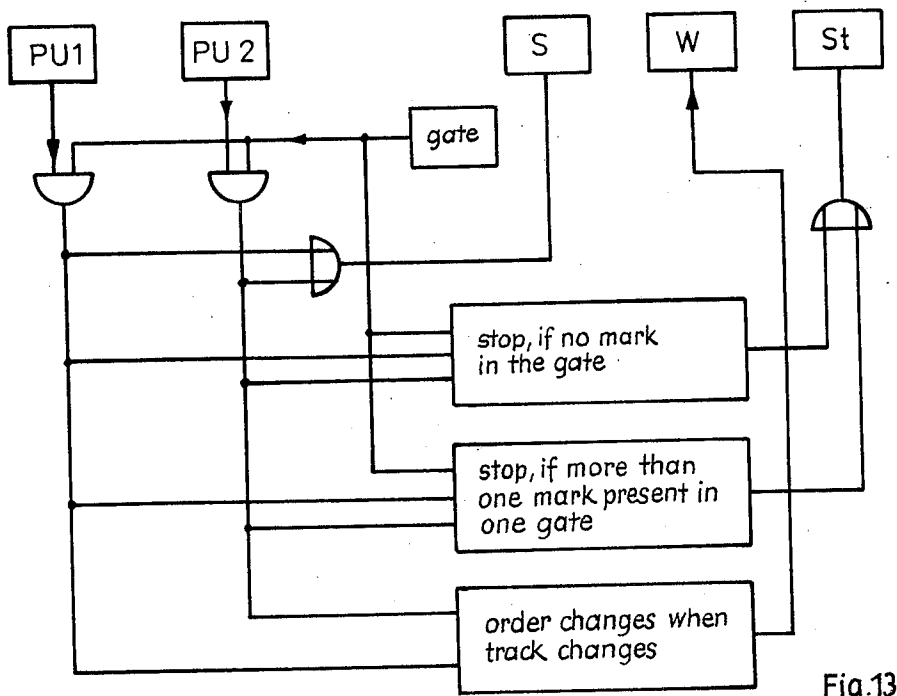 PU1
PU 2
S
W
St
gate
stop, if no mark
in the gate
stop, if more than
one mark present in
one gate
order changes when
track changes
Fig.13